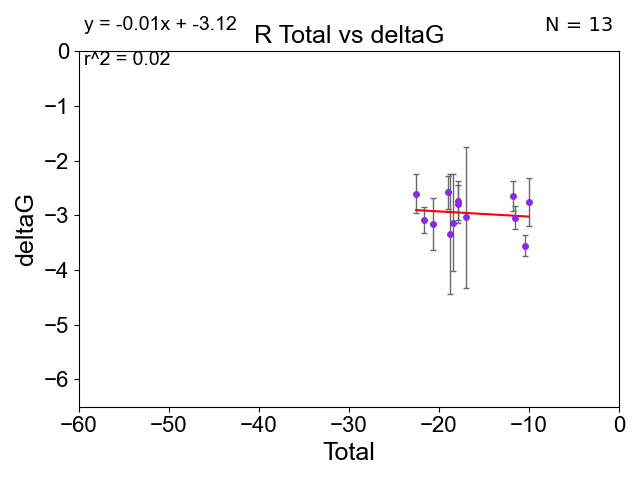 y = -0.01x + -3.12
R Total vs deltaG
N = 13
r^2 = 0.02
0
−1
−2
−3
−4
−5
−6
deltaG
−60 −50 −40 −30 −20 −10 0
Total